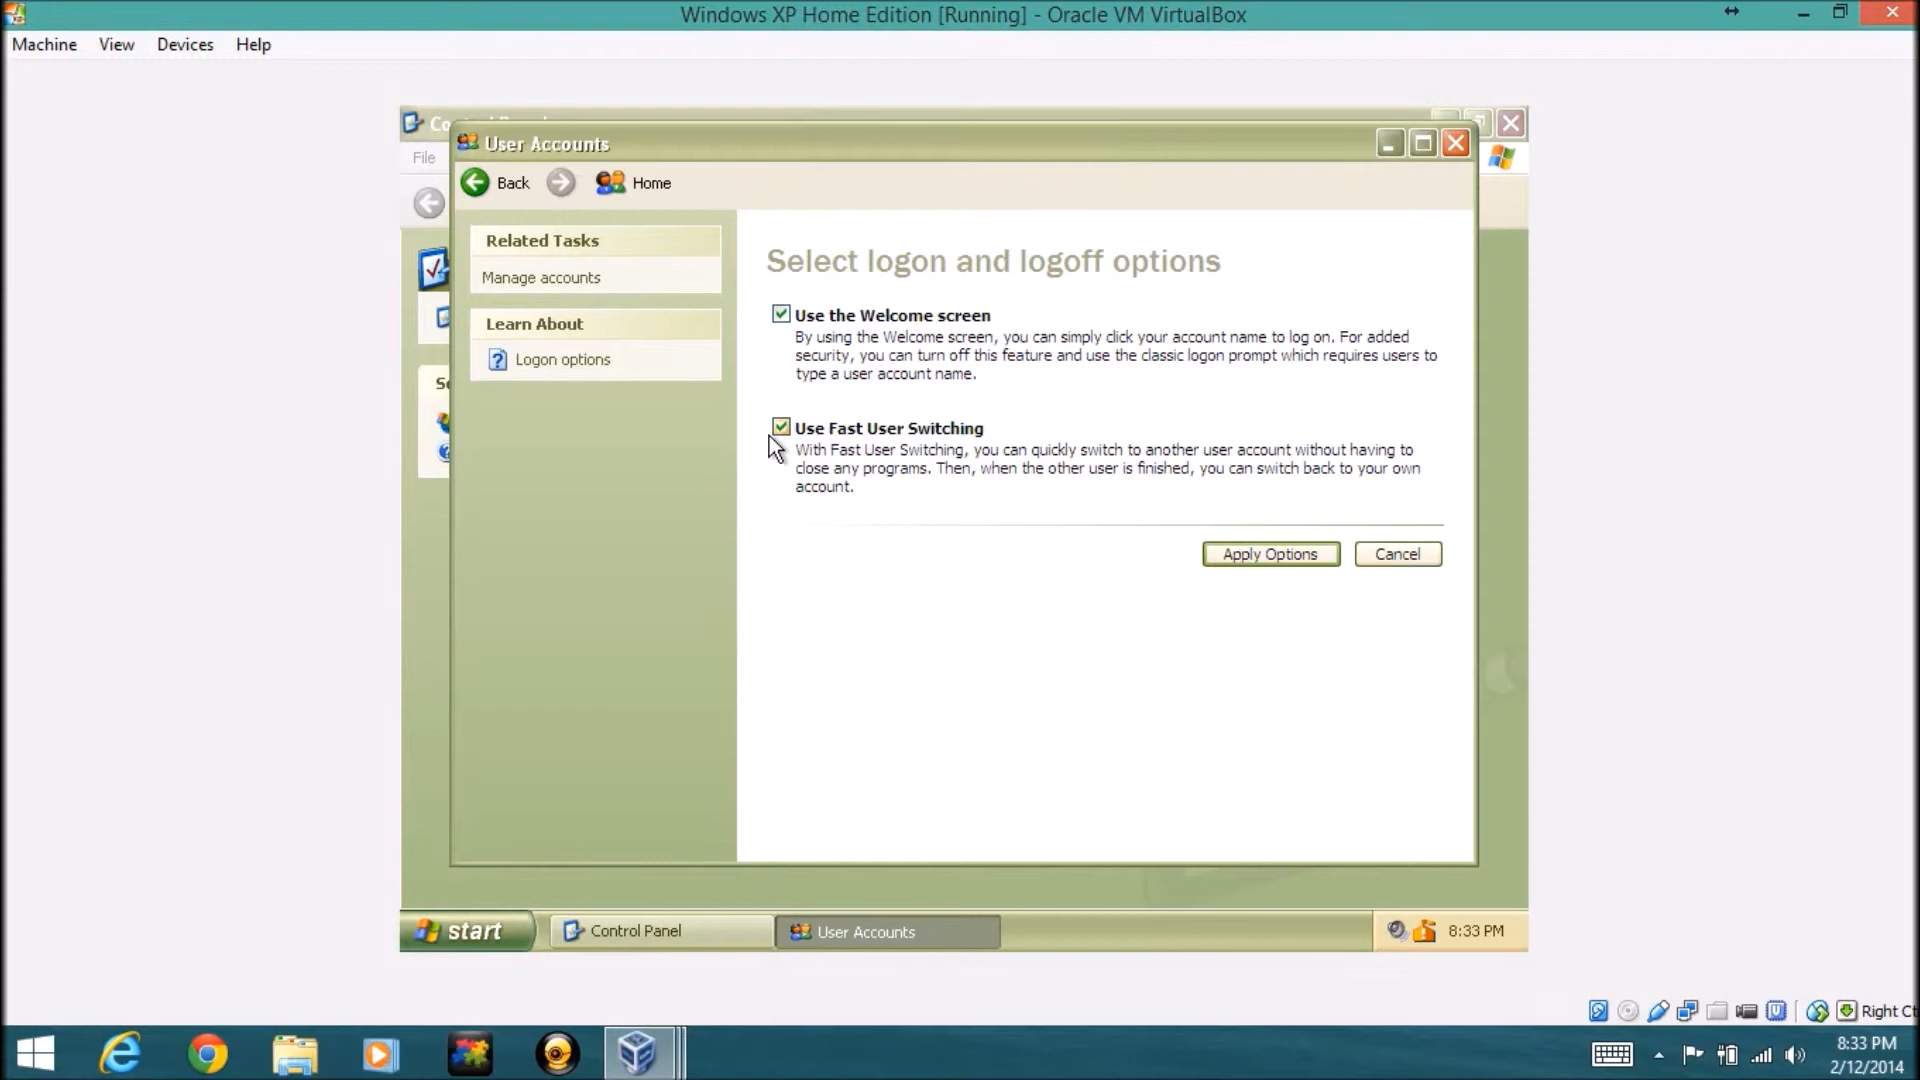 Windows XP Home Edition [Running] - Oracle VM VirtualBox
Machine View Devices Help
User Accounts
File
Back Home
Related Tasks
Manage accounts
Learn About
Logon options
Select logon and logoff options
Use the Welcome screen
By using the Welcome screen, you can simply click your account name to log on. For added
security, you can turn off this feature and use the classic logon prompt which requires users to
type a user account name.
Use Fast User Switching
With Fast User Switching, you can quickly switch to another user account without having to
close any programs. Then, when the other user is finished, you can switch back to your own
account.
Apply Options Cancel
start Control Panel User Accounts 8:33 PM
Right Ct
8:33 PM
2/12/2014